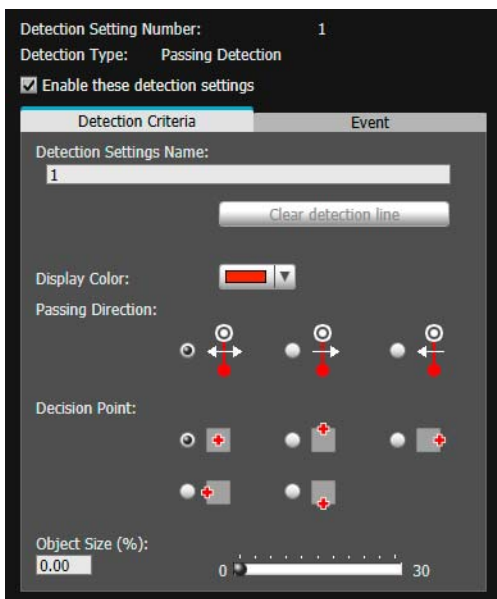 Detection Setting Number: 1
Detection Type: Passing Detection
Enable these detection settings
Detection Criteria Event
Detection Settings Name:
1
Clear detection line
Display Color:
Passing Direction:
Decision Point:
Object Size (%):
0.00 0 30